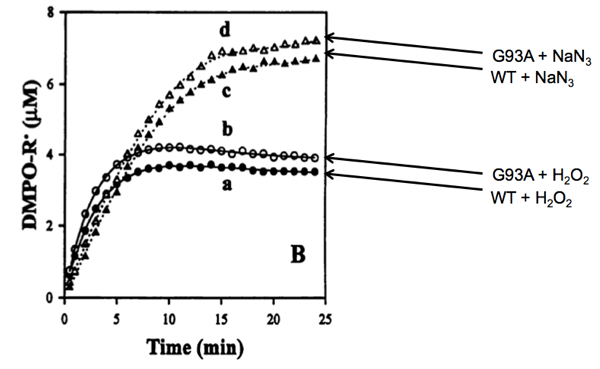 8
6
4
2
0
DMPO-R• (μM)
d
c
b
a
B
0 5 10 15 20 25
Time (min)
G93A + NaN₃
WT + NaN₃
G93A + H₂O₂
WT + H₂O₂